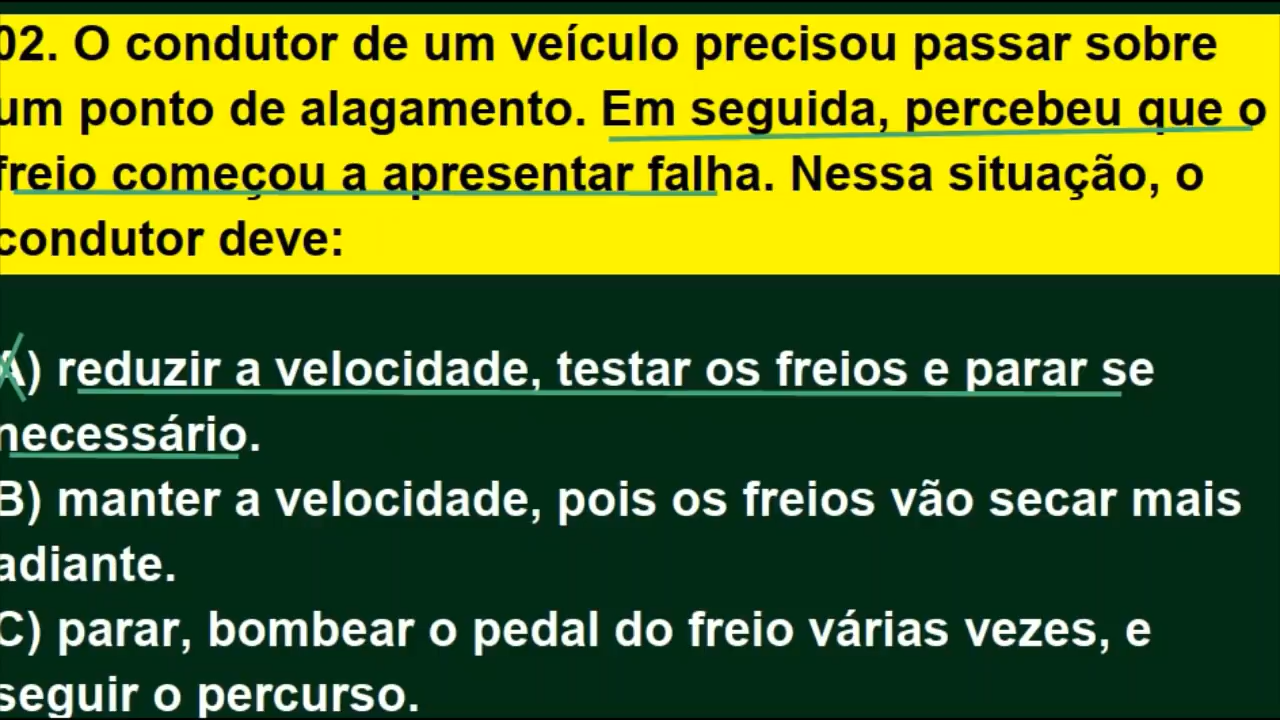 02. O condutor de um veículo precisou passar sobre
um ponto de alagamento. Em seguida, percebeu que o
freio começou a apresentar falha. Nessa situação, o
condutor deve:
A) reduzir a velocidade, testar os freios e parar se
necessário.
B) manter a velocidade, pois os freios vão secar mais
adiante.
C) parar, bombear o pedal do freio várias vezes, e
seguir o percurso.